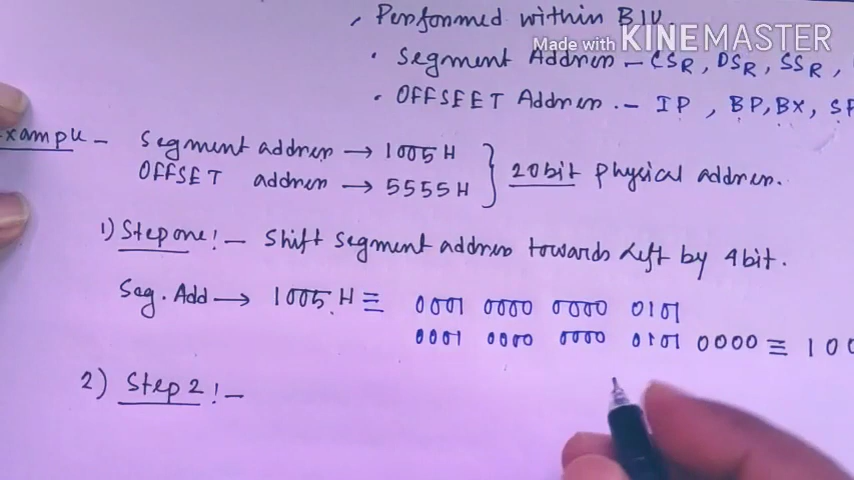 , Performed within BIU.
Made with KINEMASTER
• Segment Address – CSR, DSR, SSR,
• OFFSEET Address. – IP, BP, BX, SP
xample – Segment address → 1005H
OFFSET address → 5555H
20bit physical address.
1) Step one! – Shift segment address towards left by 4bit.
Seg. Add → 1005.H ≡ 0001 0000 0000 0101
0001 0000 0000 0101 0000 ≡ 100
2) Step 2! –